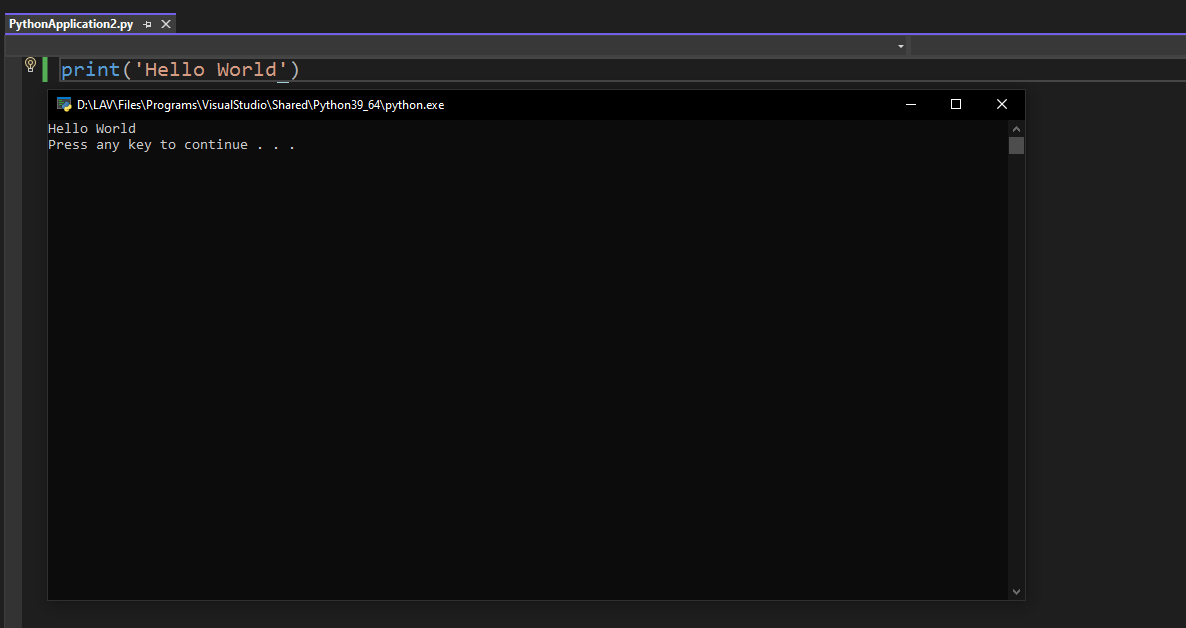 PythonApplication2.py
print('Hello World')
D:\LAV\Files\Programs\VisualStudio\Shared\Python39_64\python.exe
Hello World
Press any key to continue . . .